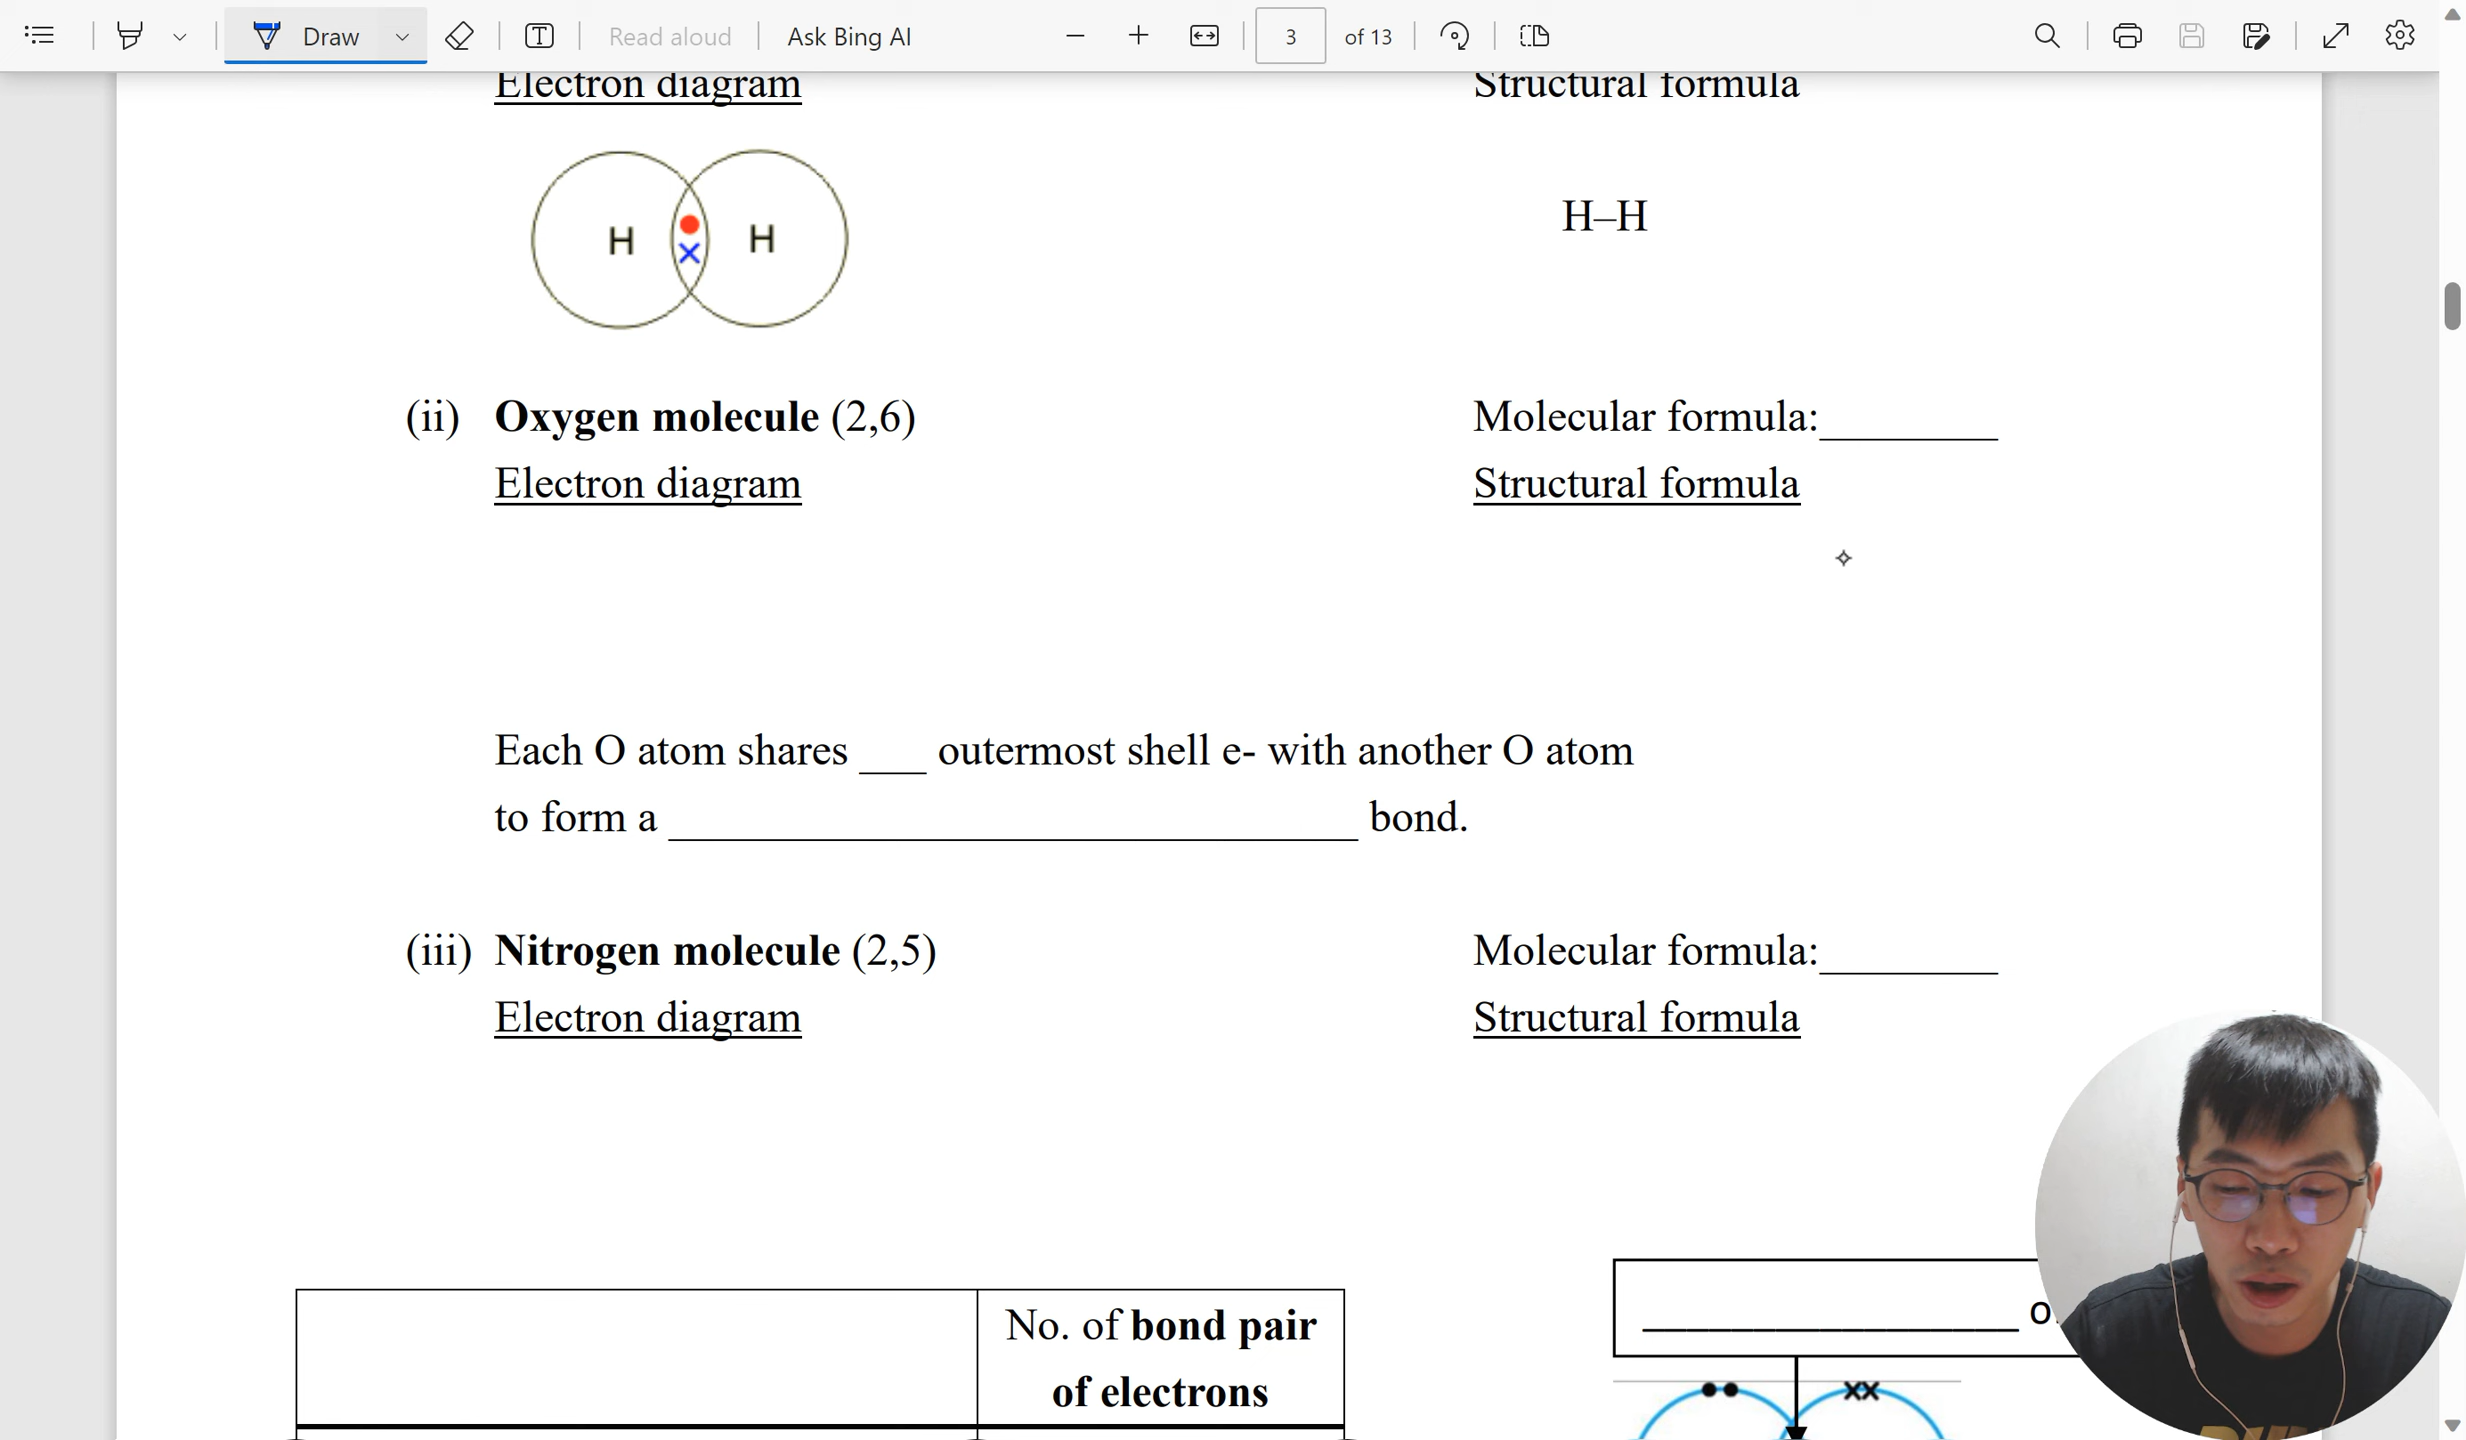 Draw
Read aloud
Ask Bing AI
3
of 13
Electron diagram
Structural formula
H
H
H–H
(ii) Oxygen molecule (2,6)
Molecular formula:________
Electron diagram
Structural formula
Each O atom shares ___ outermost shell e- with another O atom
to form a _______________________________ bond.
(iii) Nitrogen molecule (2,5)
Molecular formula:________
Electron diagram
Structural formula
No. of bond pair
of electrons